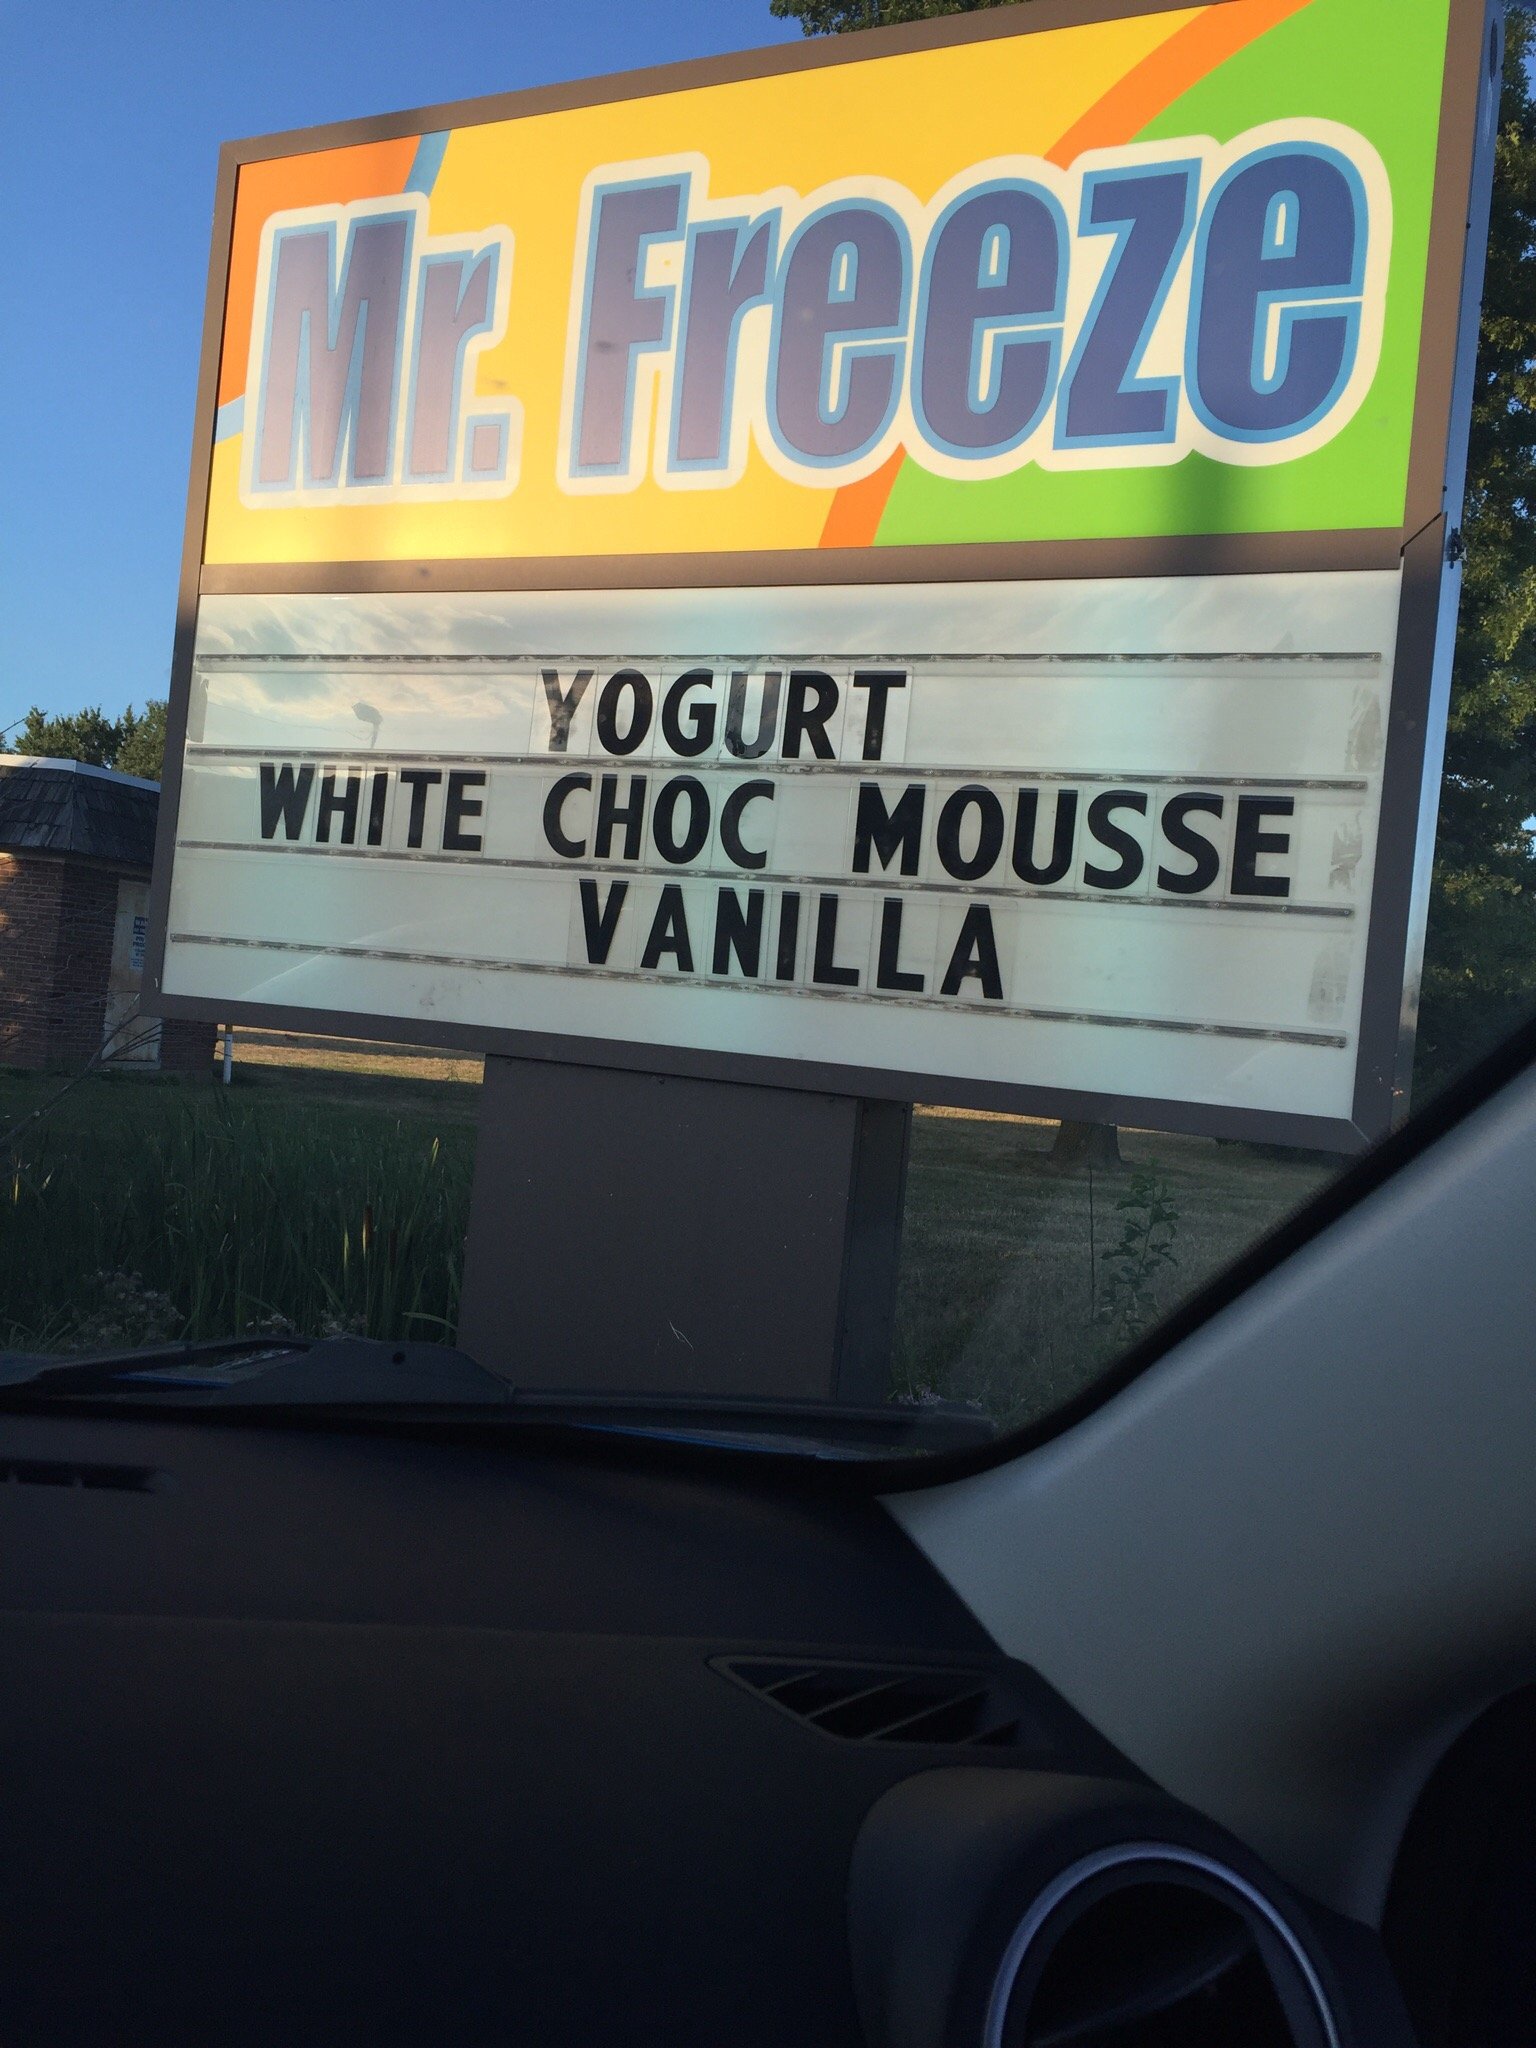 Mr. Freeze
YOGURT
WHITE CHOC MOUSSE
VANILLA